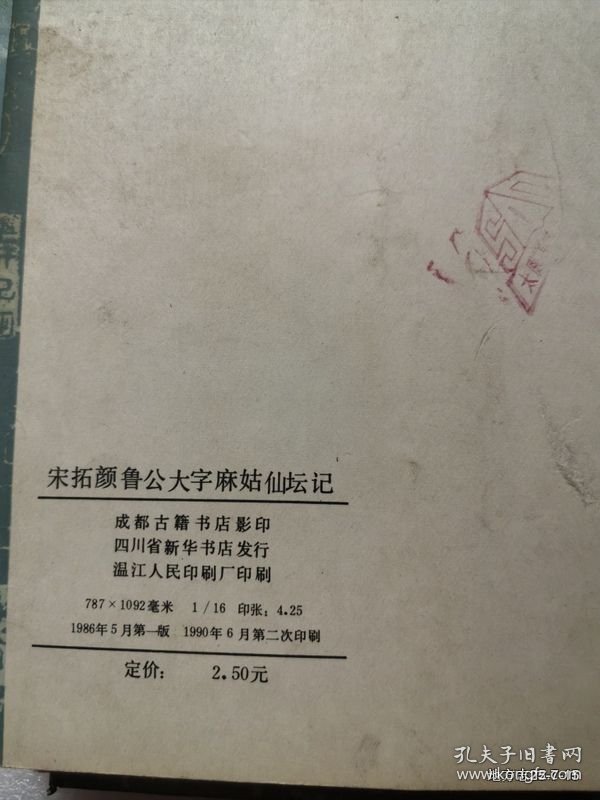 宋拓颜鲁公大字麻姑仙坛记
成都古籍书店影印
四川省新华书店发行
温江人民印刷厂印刷
787×1092毫米 1/16 印张:4.25
1986年5月第一版 1990年6月第二次印刷
定价: 2.50元
孔夫子旧书网
www.kongfz.com